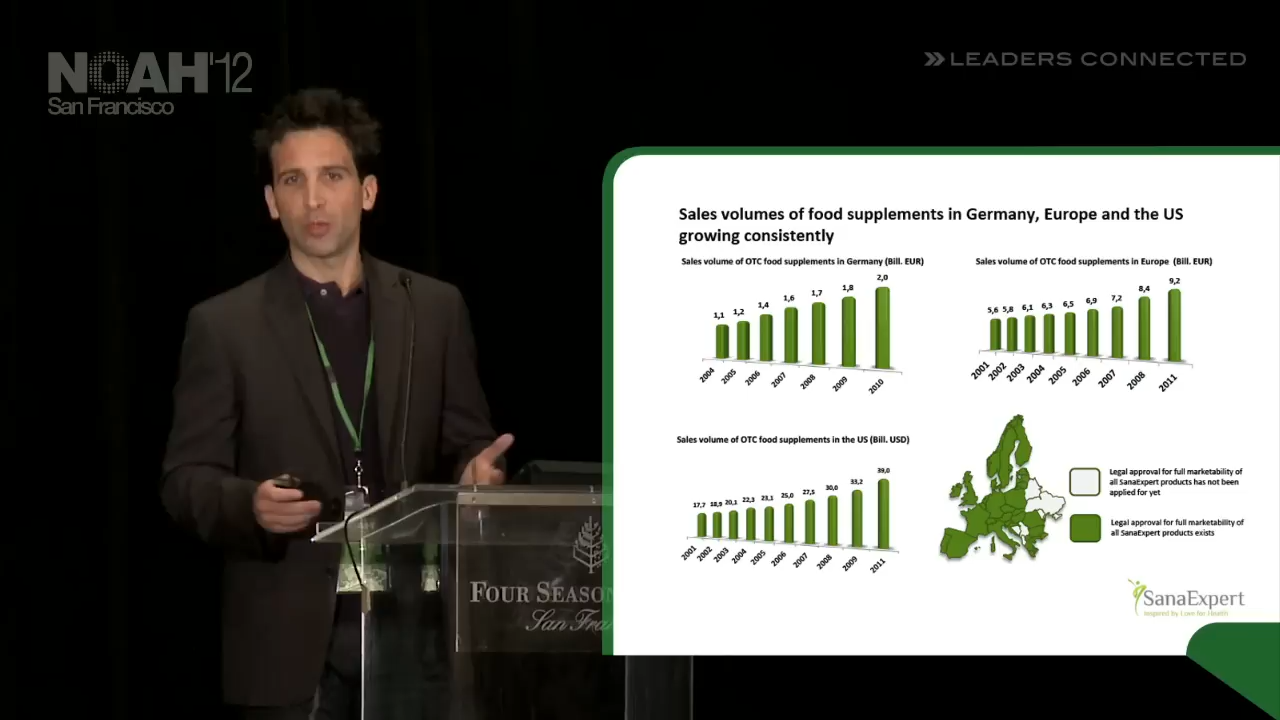 NOAH'12
San Francisco
LEADERS CONNECTED
Sales volumes of food supplements in Germany, Europe and the US
growing consistently
Sales volume of OTC food supplements in Germany (Bill. EUR)
1,1 1,2 1,4 1,6 1,7 1,8 2,0
2004 2005 2006 2007 2008 2009 2010
Sales volume of OTC food supplements in Europe (Bill. EUR)
5,6 5,8 6,1 6,3 6,5 6,9 7,2 8,4 9,2
2001 2002 2003 2004 2005 2006 2007 2008 2011
Sales volume of OTC food supplements in the US (Bill. USD)
17,7 18,9 20,1 22,3 23,1 25,0 27,5 30,0 33,2 39,0
2001 2002 2003 2004 2005 2006 2007 2008 2009 2011
Legal approval for full marketability of
all SanaExpert products has not been
applied for yet
Legal approval for full marketability of
all SanaExpert products exists
SanaExpert
Inspired by Love for Health
FOUR SEASON
San Fra